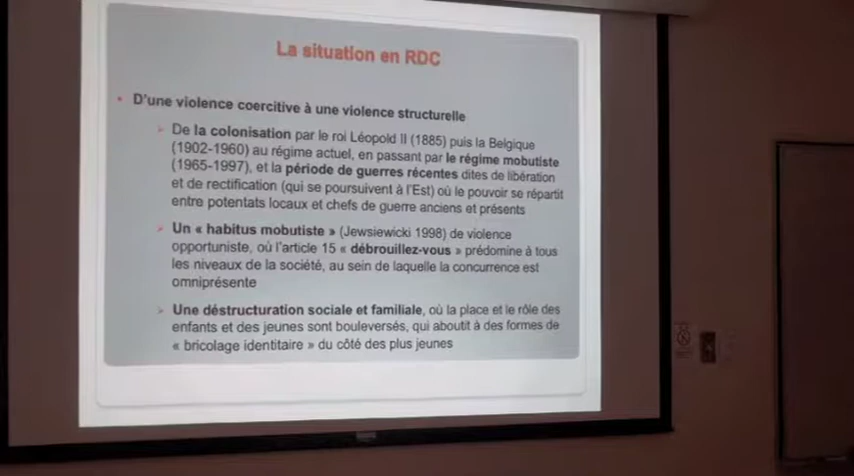 La situation en RDC
• D'une violence coercitive à une violence structurelle
➢ De la colonisation par le roi Léopold II (1885) puis la Belgique
(1902-1960) au régime actuel, en passant par le régime mobutiste
(1965-1997), et la période de guerres récentes dites de libération
et de rectification (qui se poursuivent à l'Est) où le pouvoir se répartit
entre potentats locaux et chefs de guerre anciens et présents
➢ Un « habitus mobutiste » (Jewsiewicki 1998) de violence
opportuniste, où l'article 15 « débrouillez-vous » prédomine à tous
les niveaux de la société, au sein de laquelle la concurrence est
omniprésente
➢ Une déstructuration sociale et familiale, où la place et le rôle des
enfants et des jeunes sont bouleversés, qui aboutit à des formes de
« bricolage identitaire » du côté des plus jeunes